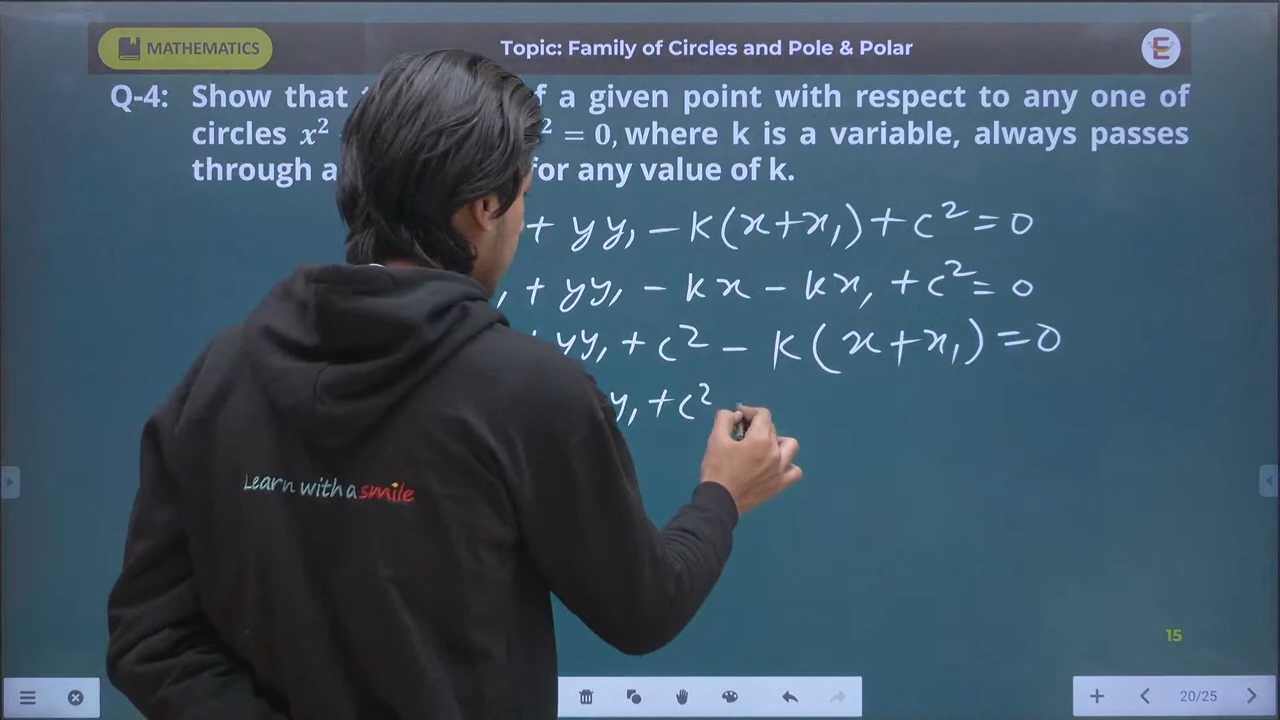 MATHEMATICS
Topic: Family of Circles and Pole & Polar
E
Q-4: Show that f a given point with respect to any one of
circles x² ² = 0, where k is a variable, always passes
through a for any value of k.
+ yy₁ - k(x+x₁) + c² = 0
₁ + yy₁ - kx - kx₁ + c² = 0
+ yy₁ + c² - k(x+x₁) = 0
y₁ + c²
Learn with a smile
15
20/25